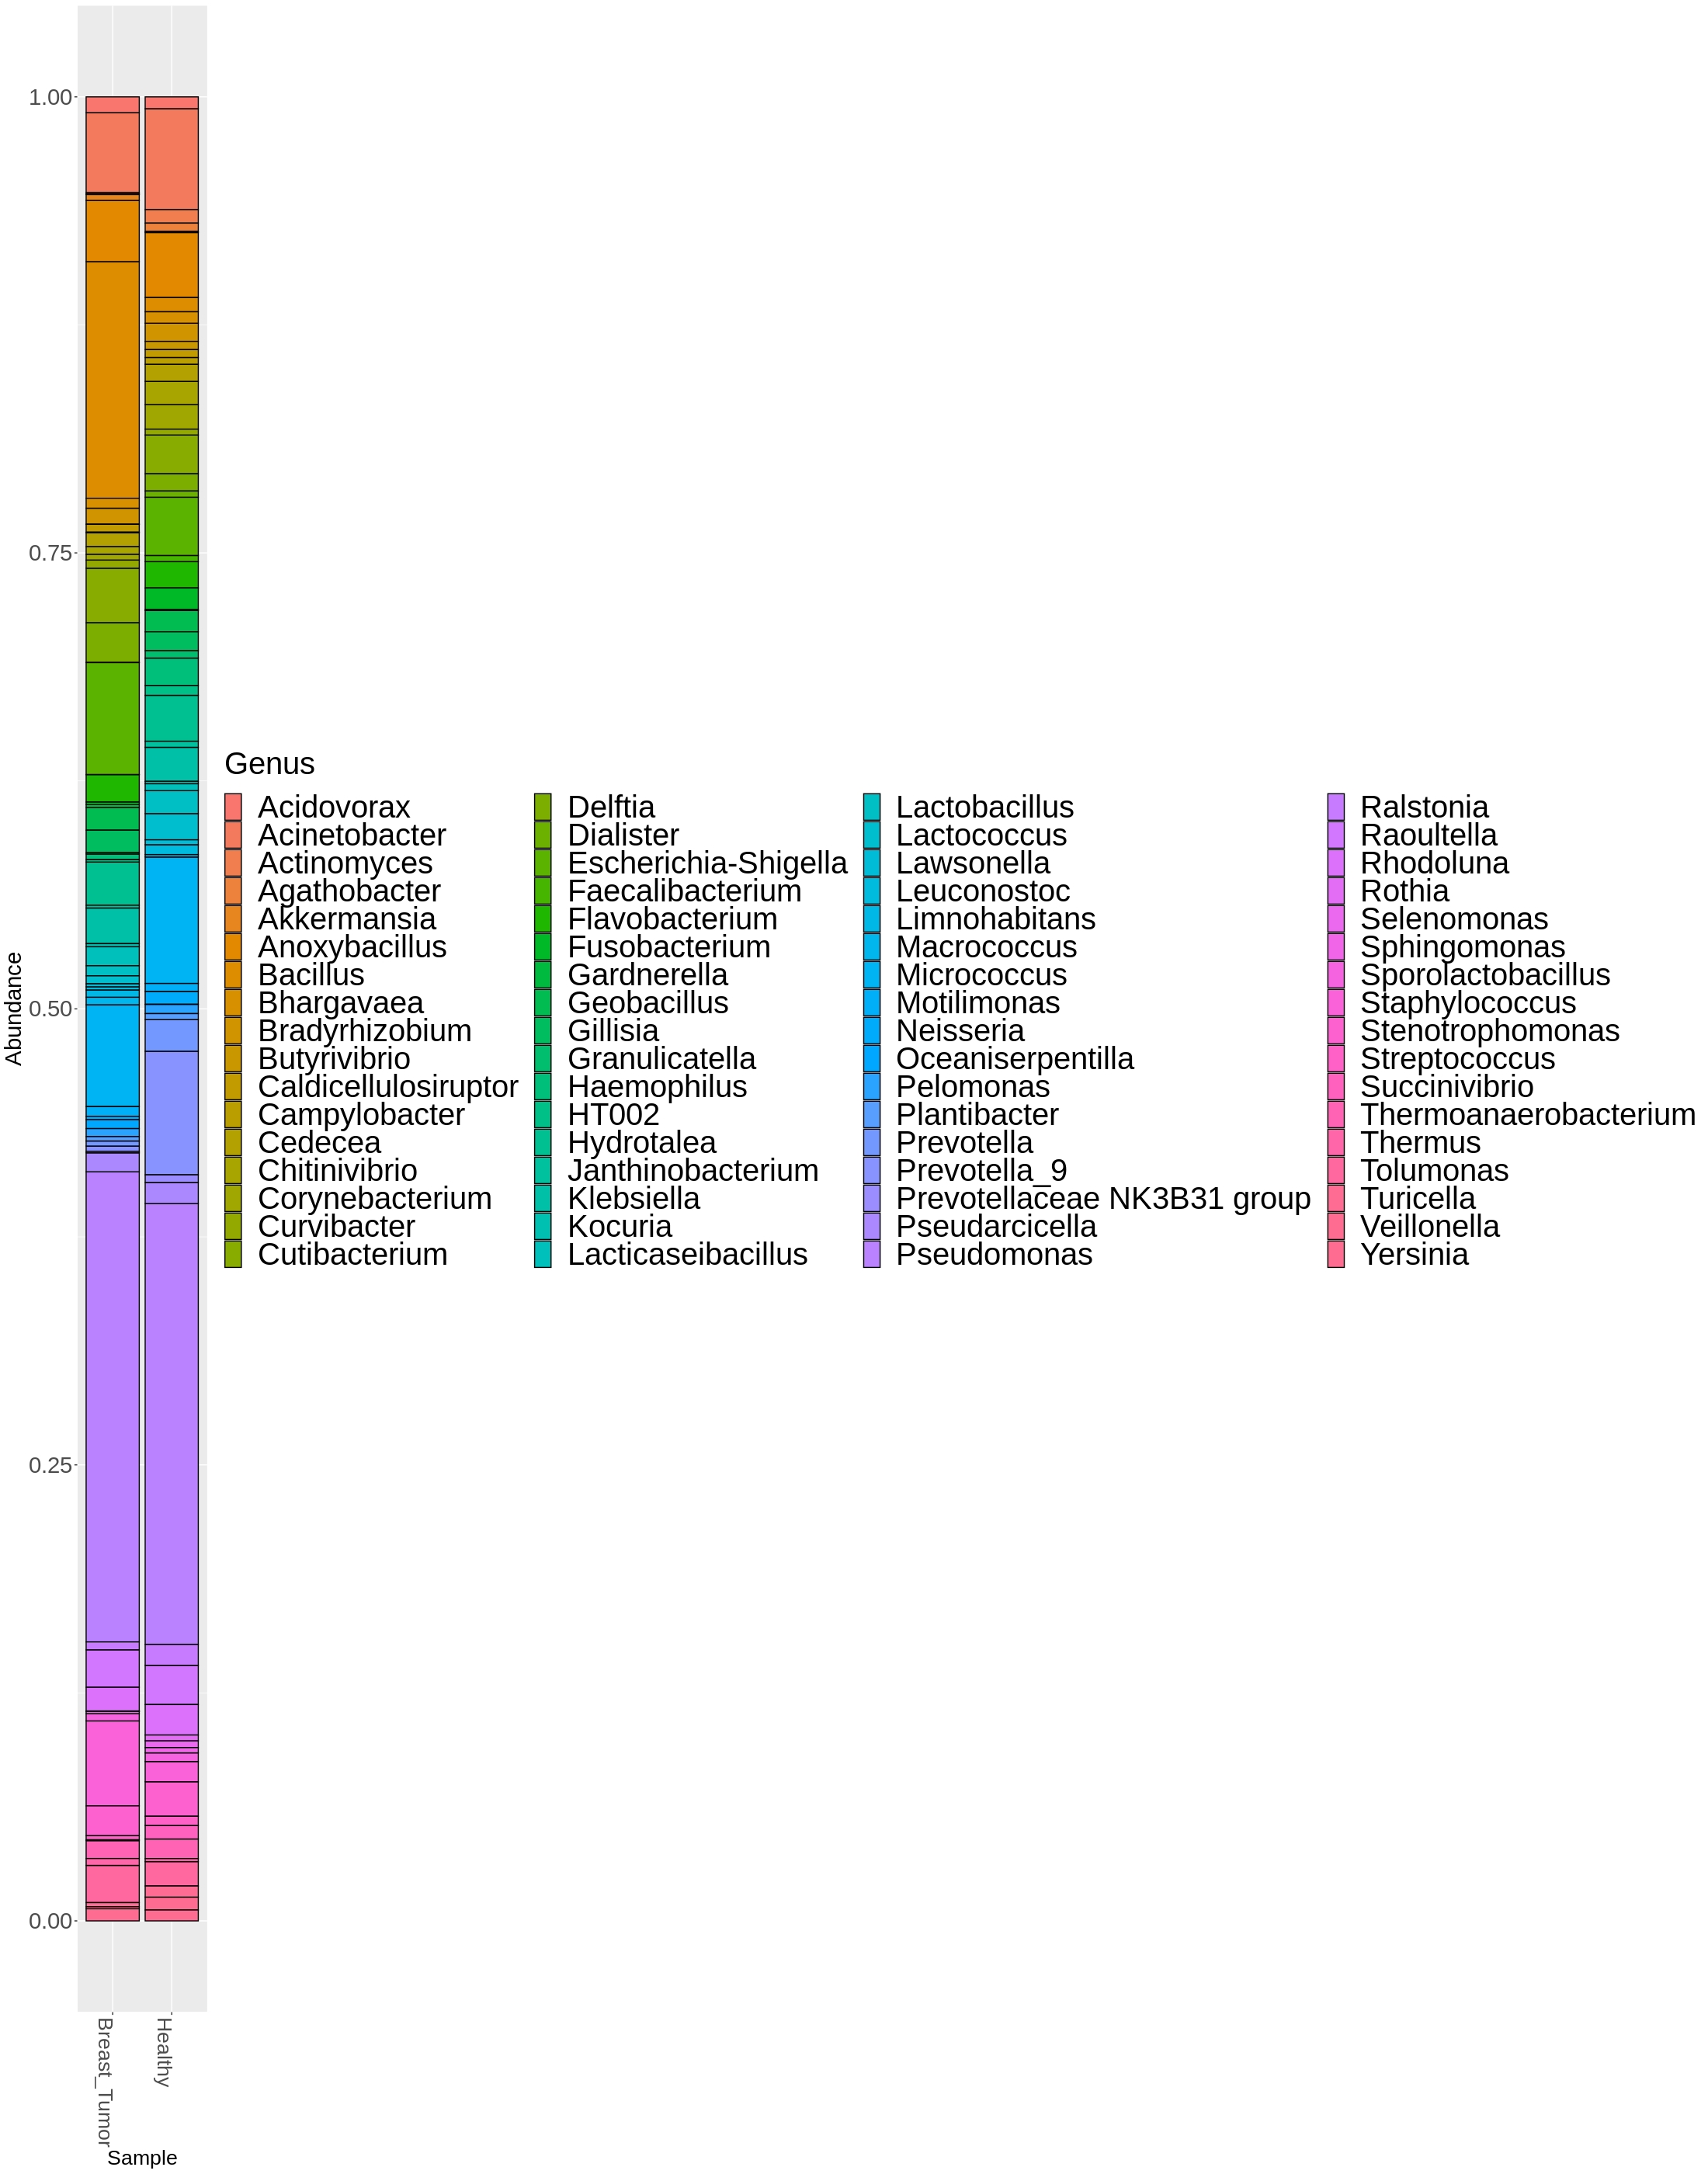 1.00
0.75
0.50
0.25
0.00
Abundance
Breast_Tumor
Healthy
Sample
Genus
Acidovorax
Acinetobacter
Actinomyces
Agathobacter
Akkermansia
Anoxybacillus
Bacillus
Bhargavaea
Bradyrhizobium
Butyrivibrio
Caldicellulosiruptor
Campylobacter
Cedecea
Chitinivibrio
Corynebacterium
Curvibacter
Cutibacterium
Delftia
Dialister
Escherichia-Shigella
Faecalibacterium
Flavobacterium
Fusobacterium
Gardnerella
Geobacillus
Gillisia
Granulicatella
Haemophilus
HT002
Hydrotalea
Janthinobacterium
Klebsiella
Kocuria
Lacticaseibacillus
Lactobacillus
Lactococcus
Lawsonella
Leuconostoc
Limnohabitans
Macrococcus
Micrococcus
Motilimonas
Neisseria
Oceaniserpentilla
Pelomonas
Plantibacter
Prevotella
Prevotella_9
Prevotellaceae NK3B31 group
Pseudarcicella
Pseudomonas
Ralstonia
Raoultella
Rhodoluna
Rothia
Selenomonas
Sphingomonas
Sporolactobacillus
Staphylococcus
Stenotrophomonas
Streptococcus
Succinivibrio
Thermoanaerobacterium
Thermus
Tolumonas
Turicella
Veillonella
Yersinia